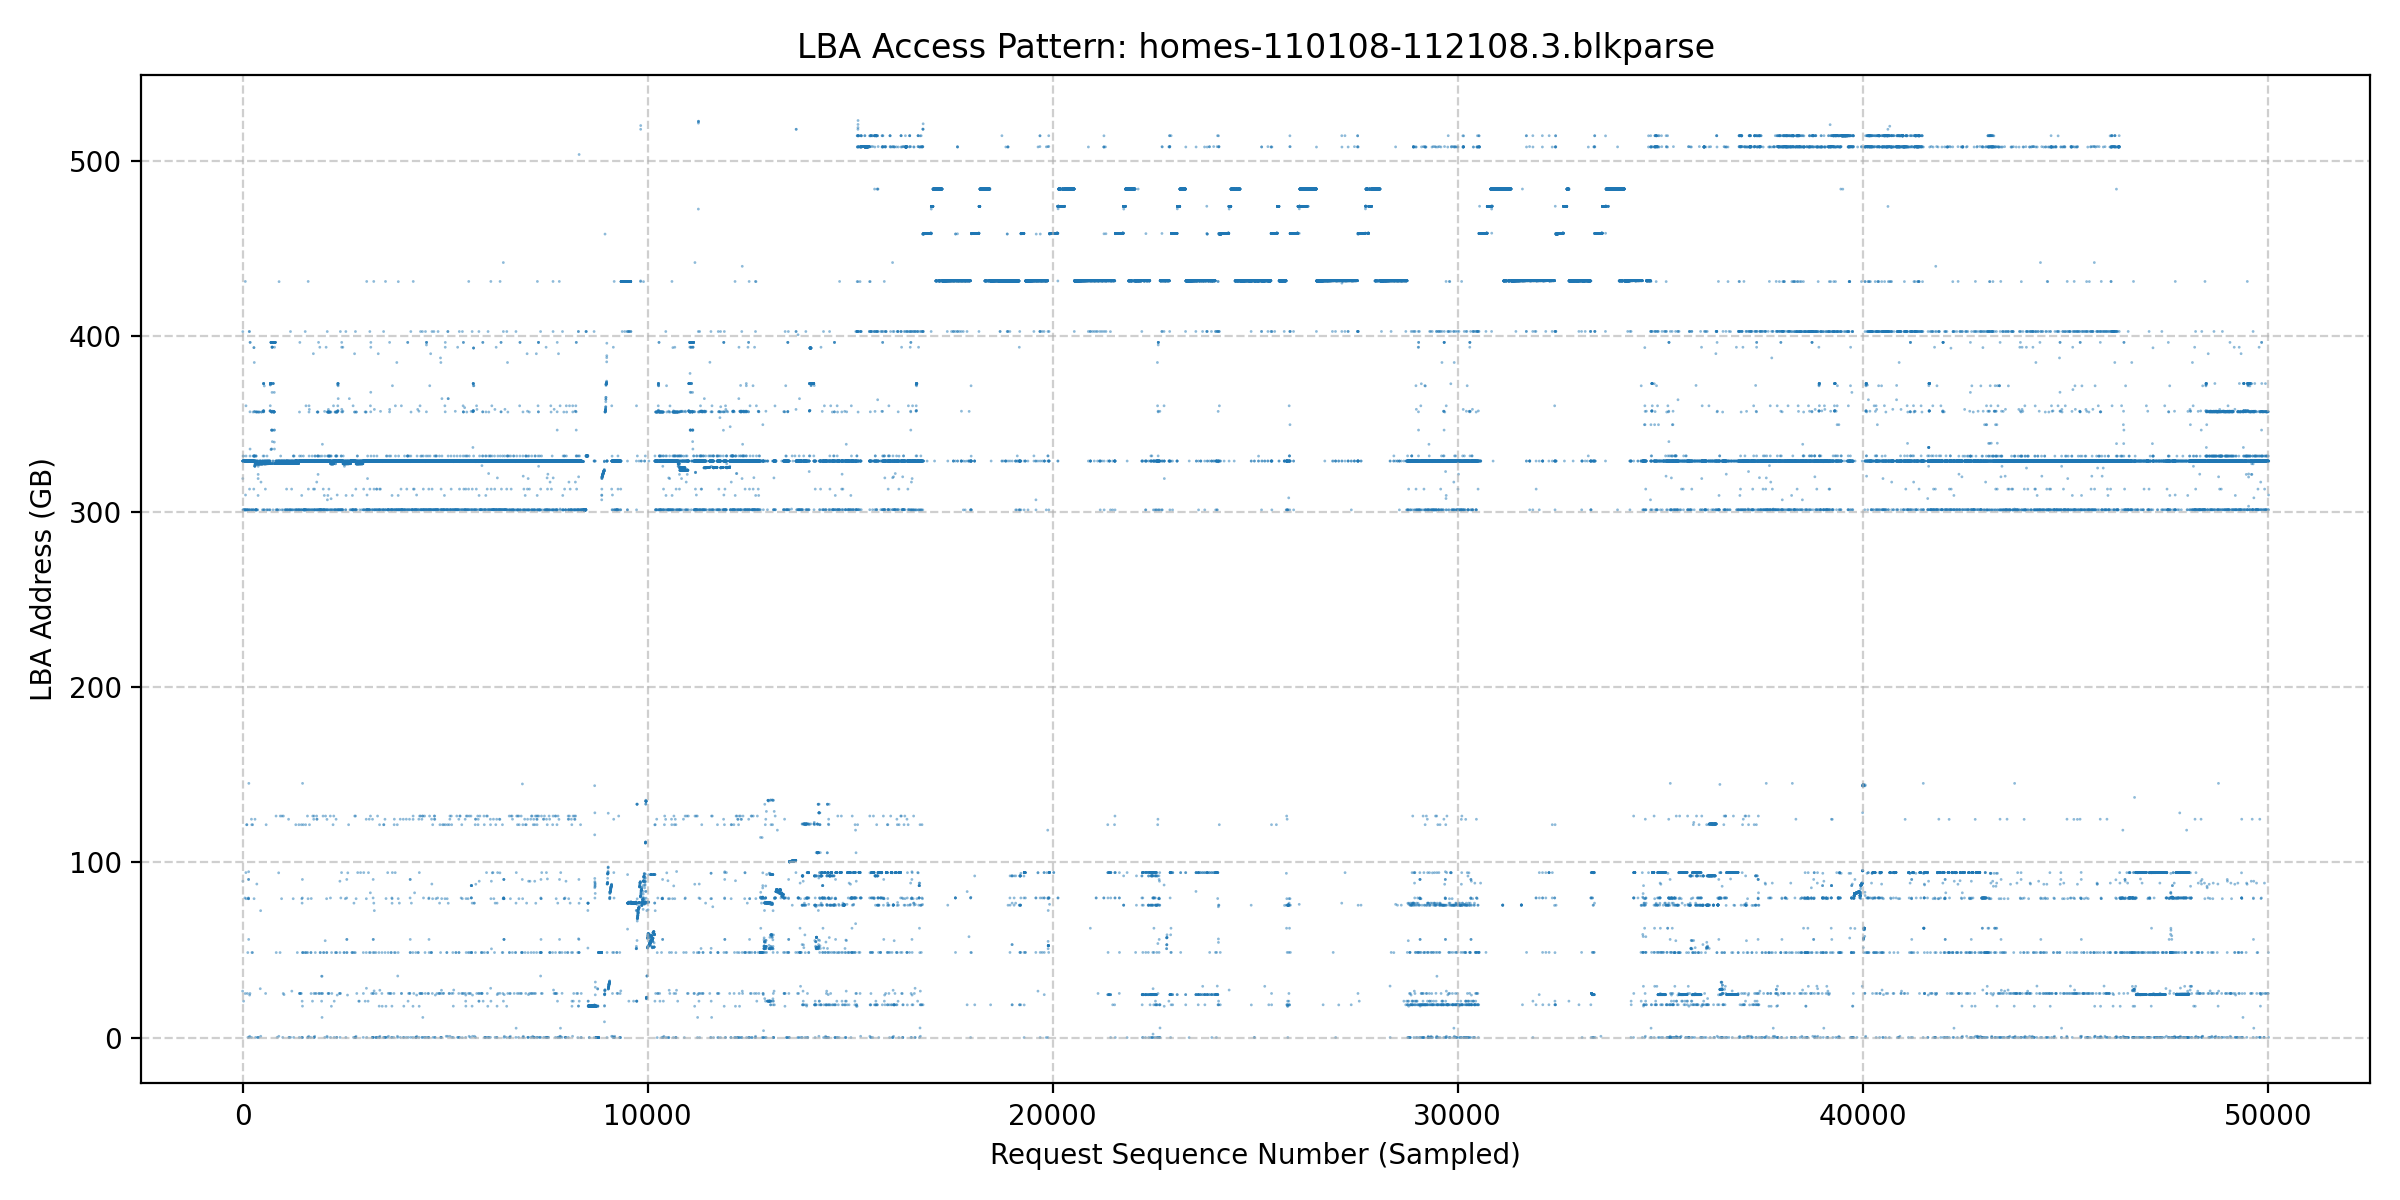 LBA Access Pattern: homes-110108-112108.3.blkparse
LBA Address (GB)
500
400
300
200
100
0
0 10000 20000 30000 40000 50000
Request Sequence Number (Sampled)